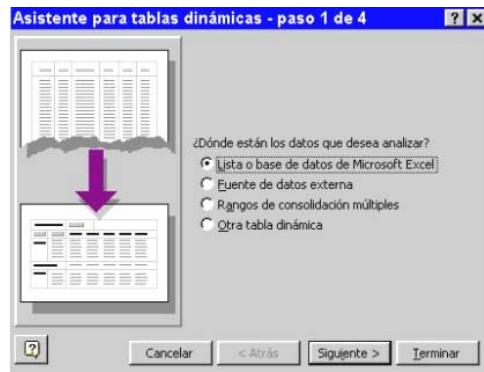 Asistente para tablas dinámicas - paso 1 de 4
¿Dónde están los datos que desea analizar?
Lista o base de datos de Microsoft Excel
Fuente de datos externa
Rangos de consolidación múltiples
Otra tabla dinámica
Cancelar
< Atrás
Siguiente >
Terminar